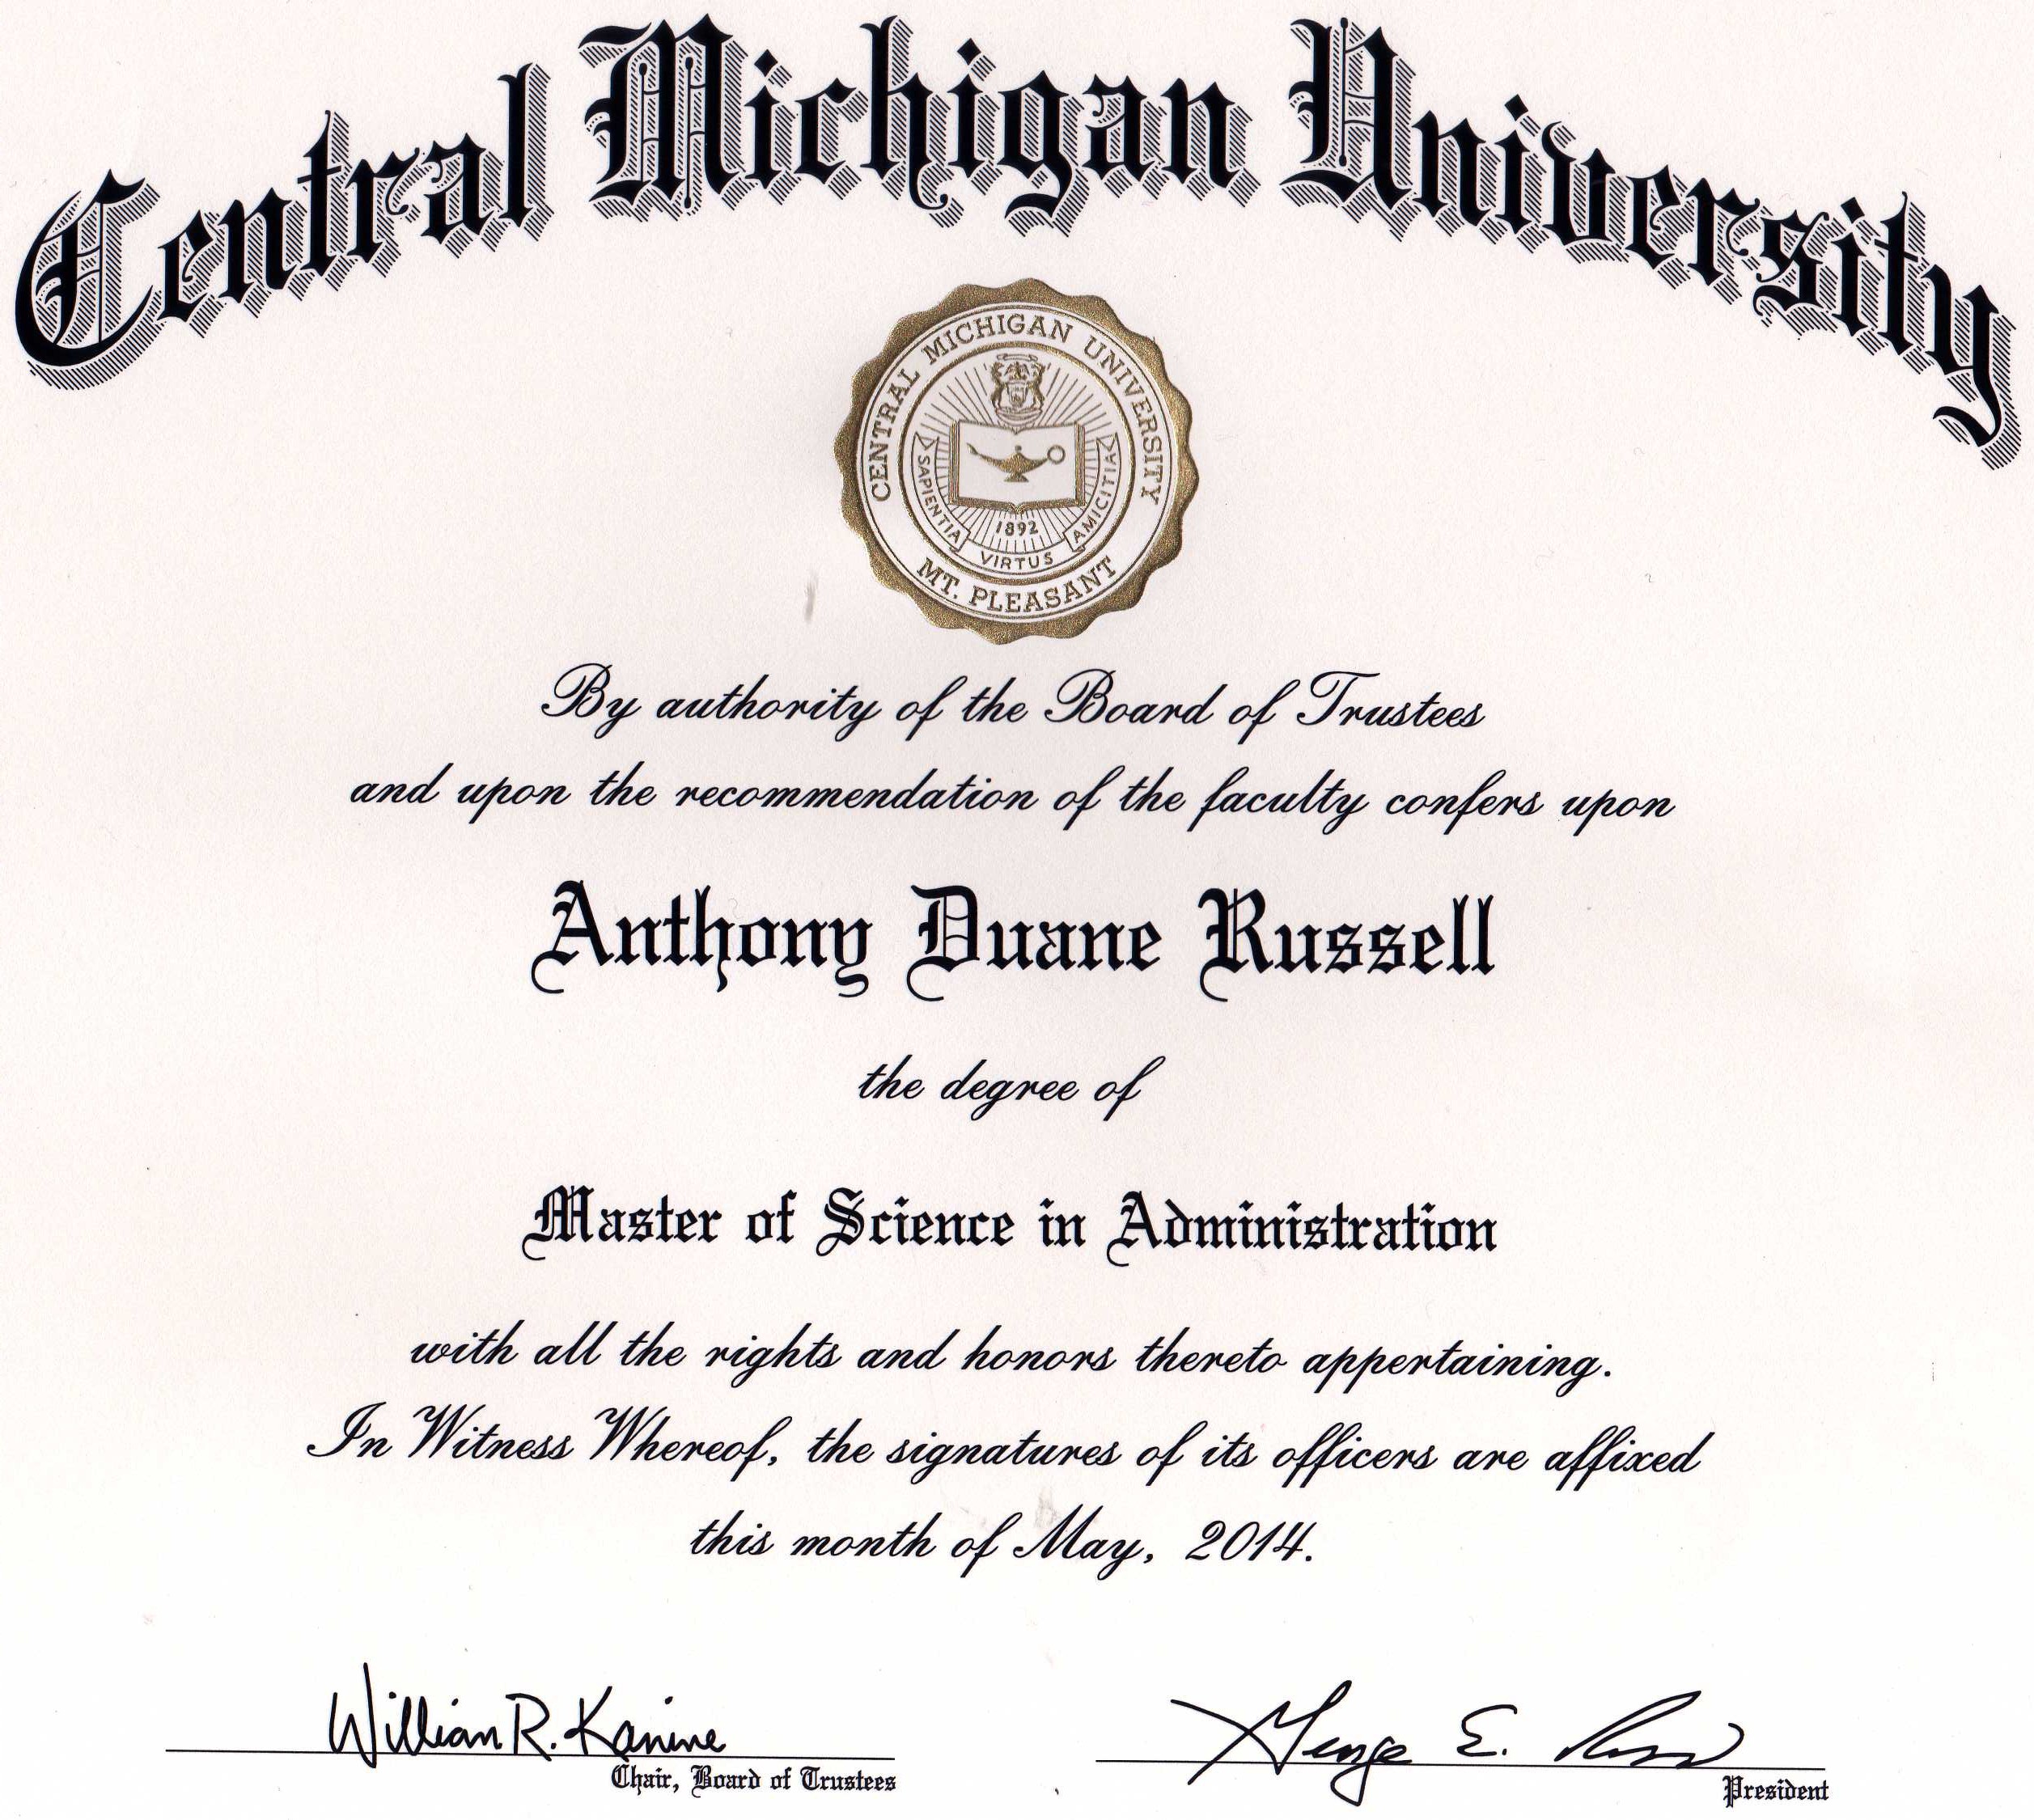 Central Michigan University
CENTRAL MICHIGAN UNIVERSITY
SAPIENTIA
1892
AMICITIA
VIRTUS
MT. PLEASANT
By authority of the Board of Trustees
and upon the recommendation of the faculty confers upon
Anthony Duane Russell
the degree of
Master of Science in Administration
with all the rights and honors thereto appertaining.
In Witness Whereof, the signatures of its officers are affixed
this month of May, 2014.
William R. Kanine
George E. Ross
Chair, Board of Trustees
President